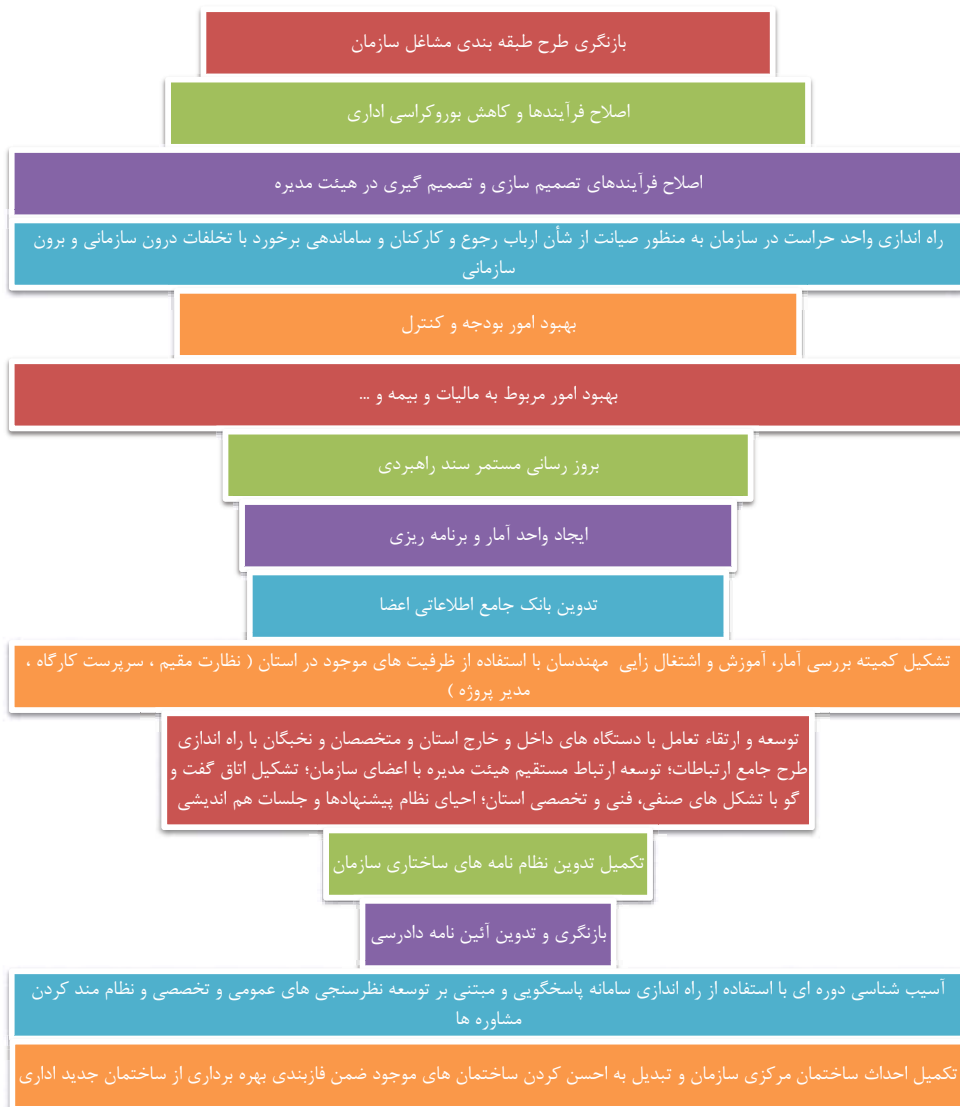 بازنگری طرح طبقه بندی مشاغل سازمان
اصلاح فرآیندها و کاهش بوروکراسی اداری
اصلاح فرآیندهای تصمیم سازی و تصمیم گیری در هیئت مدیره
راه اندازی واحد حراست در سازمان به منظور صیانت از شأن ارباب رجوع و کارکنان و ساماندهی برخورد با تخلفات درون سازمانی و برون
سازمانی
بهبود امور بودجه و کنترل
بهبود امور مربوط به مالیات و بیمه و ...
بروز رسانی مستمر سند راهبردی
ایجاد واحد آمار و برنامه ریزی
تدوین بانک جامع اطلاعاتی اعضا
تشکیل کمیته بررسی آمار، آموزش و اشتغال زایی مهندسان با استفاده از ظرفیت های موجود در استان ( نظارت مقیم ، سرپرست کارگاه ،
مدیر پروژه )
توسعه و ارتقاء تعامل با دستگاه های داخل و خارج استان و متخصصان و نخبگان با راه اندازی
طرح جامع ارتباطات؛ توسعه ارتباط مستقیم هیئت مدیره با اعضای سازمان؛ تشکیل اتاق گفت و
گو با تشکل های صنفی، فنی و تخصصی استان؛ احیای نظام پیشنهادها و جلسات هم اندیشی
تکمیل تدوین نظام نامه های ساختاری سازمان
بازنگری و تدوین آئین نامه دادرسی
آسیب شناسی دوره ای با استفاده از راه اندازی سامانه پاسخگویی و مبتنی بر توسعه نظرسنجی های عمومی و تخصصی و نظام مند کردن
مشاوره ها
تکمیل احداث ساختمان مرکزی سازمان و تبدیل به احسن کردن ساختمان های موجود ضمن فازبندی بهره برداری از ساختمان جدید اداری